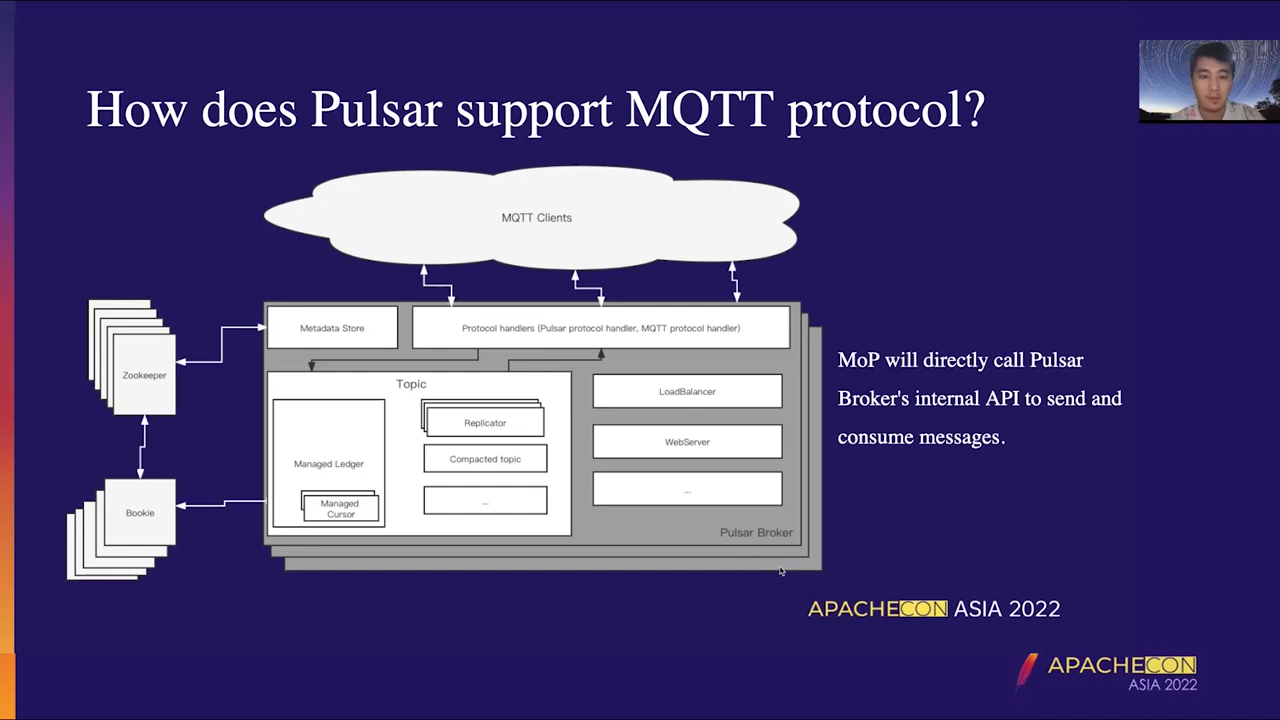 How does Pulsar support MQTT protocol?
MQTT Clients
Metadata Store
Protocol handlers (Pulsar protocol handler, MQTT protocol handler)
Zookeeper
Topic
LoadBalancer
Replicator
WebServer
Compacted topic
Managed Ledger
...
...
Managed
Cursor
Bookie
Pulsar Broker
MoP will directly call Pulsar
Broker's internal API to send and
consume messages.
APACHECON ASIA 2022
APACHECON
ASIA 2022